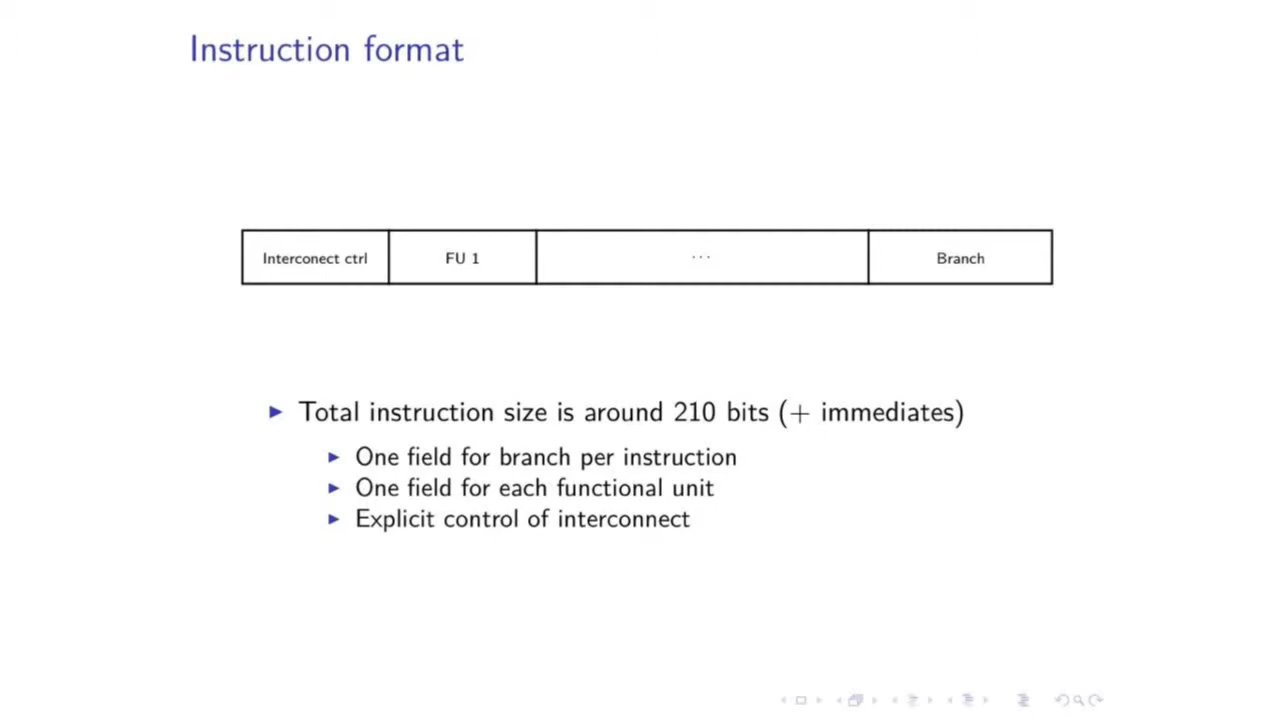 Instruction format
Interconect ctrl
FU 1
...
Branch
Total instruction size is around 210 bits (+ immediates)
One field for branch per instruction
One field for each functional unit
Explicit control of interconnect